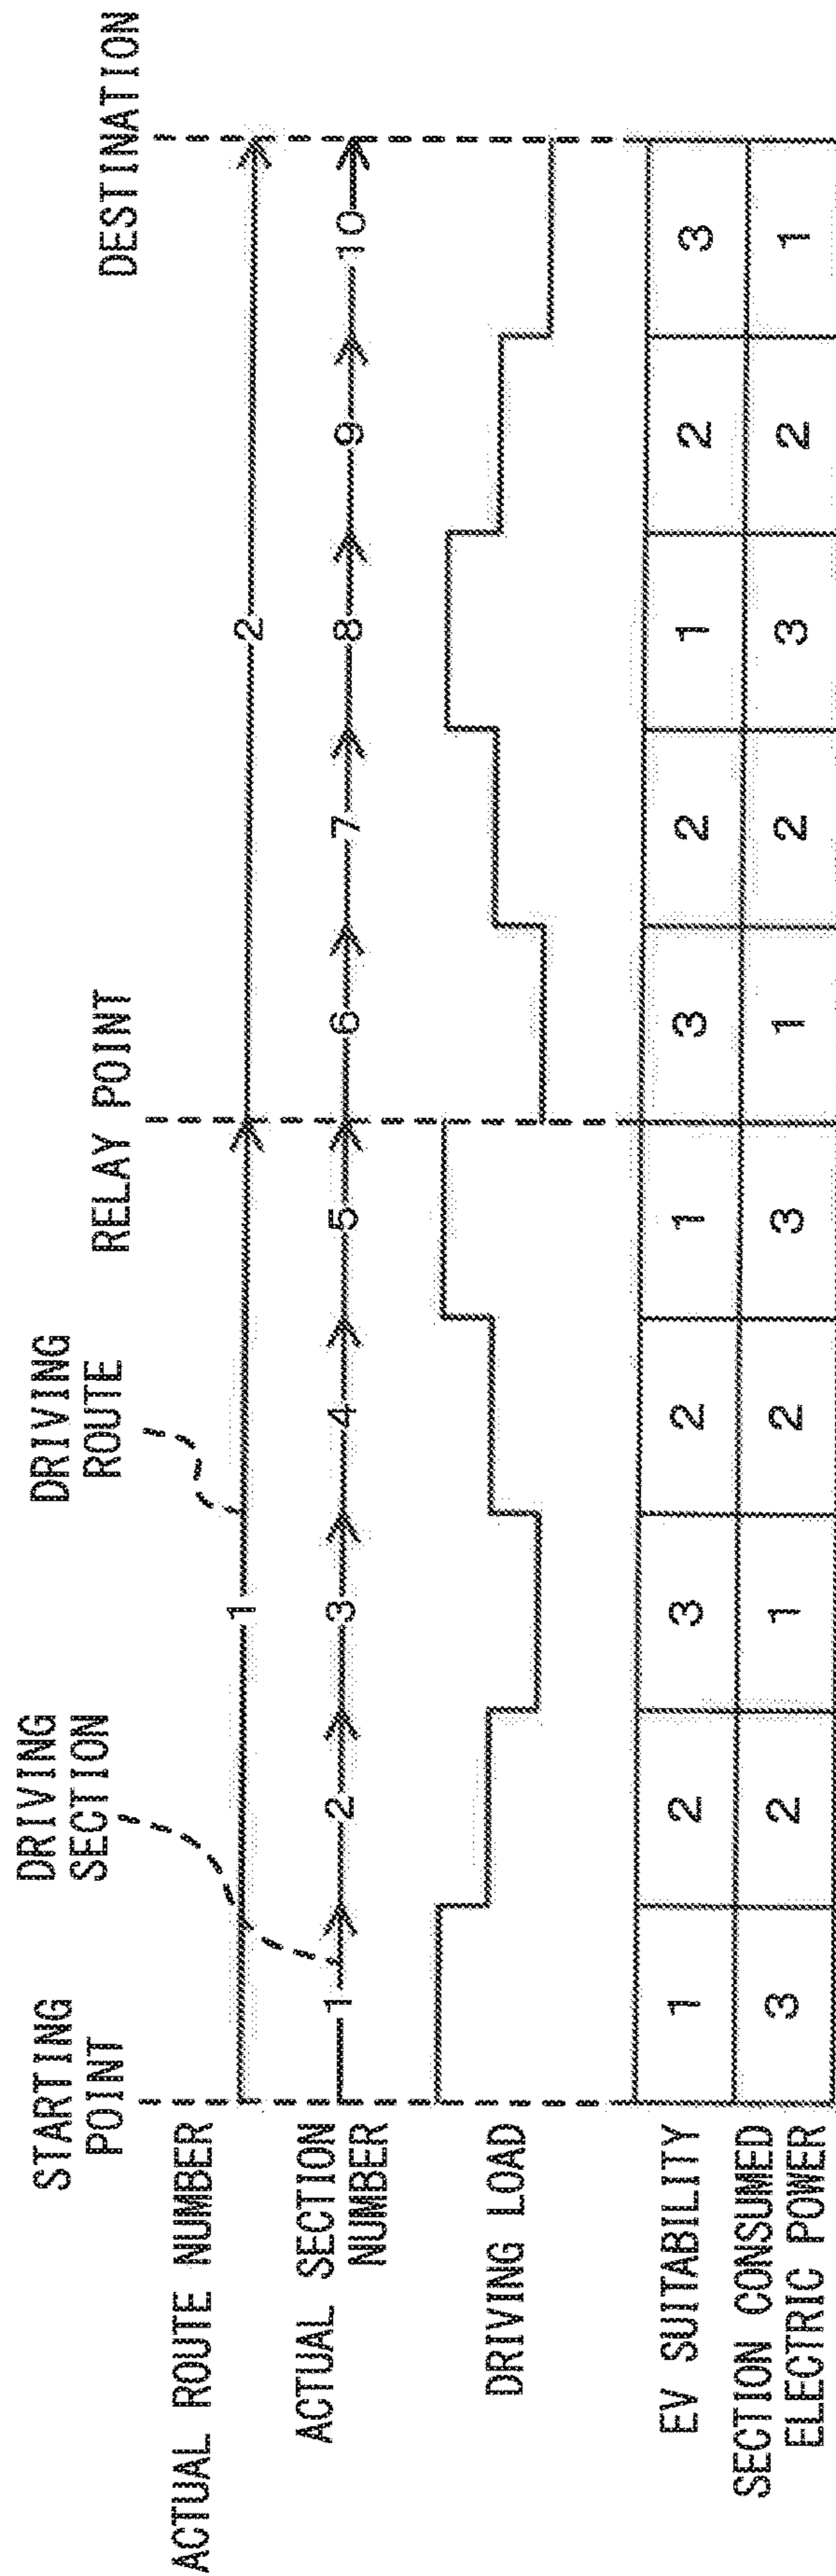 STARTING
POINT
DRIVING
SECTION
DRIVING
ROUTE
RELAY POINT
DESTINATION
ACTUAL ROUTE NUMBER
1
2
ACTUAL SECTION
NUMBER
1 2 3 4 5 6 7 8 9 10
DRIVING LOAD
EV SUITABILITY
1 2 3 2 1 3 2 1 2 3
SECTION CONSUMED
ELECTRIC POWER
3 2 1 2 3 1 2 3 2 1